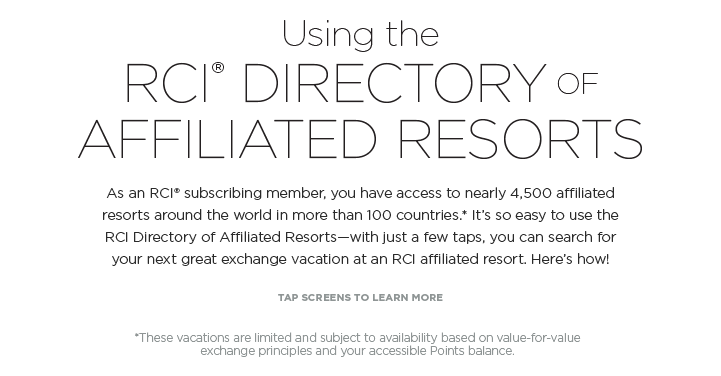 Using the
RCI® DIRECTORY OF
AFFILIATED RESORTS
As an RCI® subscribing member, you have access to nearly 4,500 affiliated
resorts around the world in more than 100 countries.* It's so easy to use the
RCI Directory of Affiliated Resorts—with just a few taps, you can search for
your next great exchange vacation at an RCI affiliated resort. Here's how!
TAP SCREENS TO LEARN MORE
*These vacations are limited and subject to availability based on value-for-value
exchange principles and your accessible Points balance.